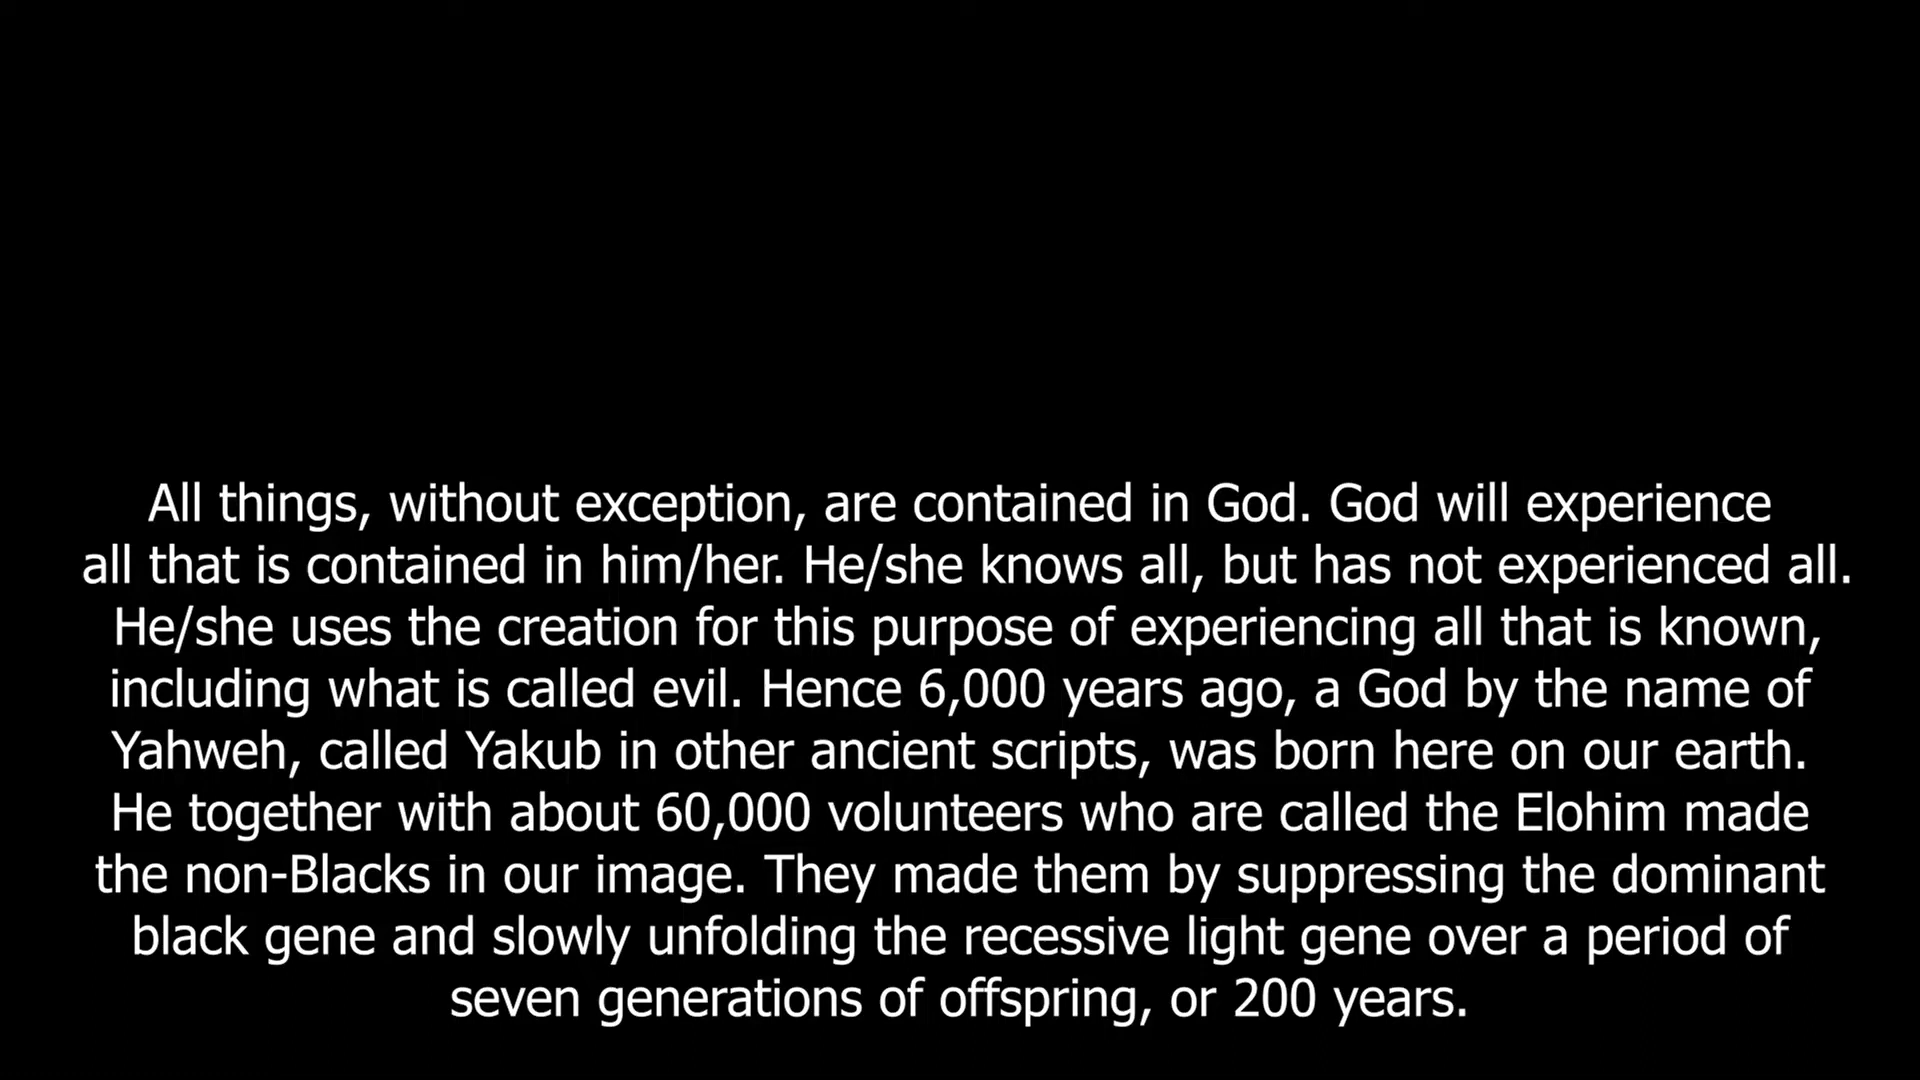 All things, without exception, are contained in God. God will experience
all that is contained in him/her. He/she knows all, but has not experienced all.
He/she uses the creation for this purpose of experiencing all that is known,
including what is called evil. Hence 6,000 years ago, a God by the name of
Yahweh, called Yakub in other ancient scripts, was born here on our earth.
He together with about 60,000 volunteers who are called the Elohim made
the non-Blacks in our image. They made them by suppressing the dominant
black gene and slowly unfolding the recessive light gene over a period of
seven generations of offspring, or 200 years.